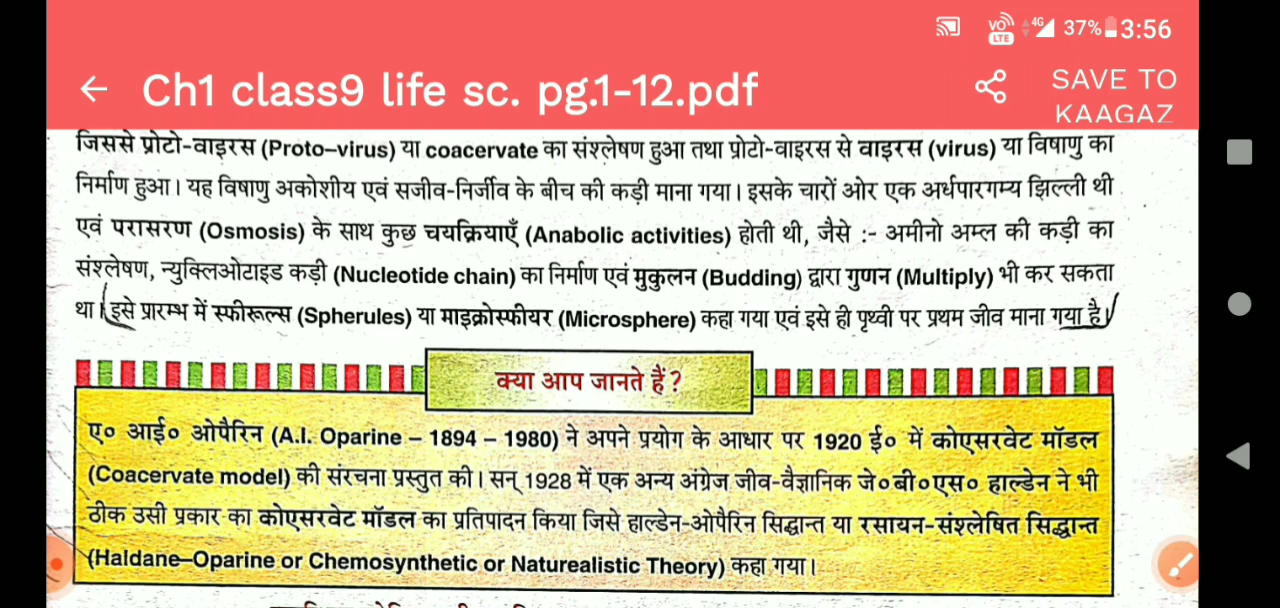 VO)) 4G 37% 3:56
LTE
← Ch1 class9 life sc. pg.1-12.pdf SAVE TO
KAAGAZ
जिससे प्रोटो-वाइरस (Proto–virus) या coacervate का संश्लेषण हुआ तथा प्रोटो-वाइरस से वाइरस (virus) या विषाणु का
निर्माण हुआ। यह विषाणु अकोशीय एवं सजीव-निर्जीव के बीच की कड़ी माना गया। इसके चारों ओर एक अर्धपारगम्य झिल्ली थी
एवं परासरण (Osmosis) के साथ कुछ चयक्रियाएँ (Anabolic activities) होती थी, जैसे :- अमीनो अम्ल की कड़ी का
संश्लेषण, न्युक्लिओटाइड कड़ी (Nucleotide chain) का निर्माण एवं मुकुलन (Budding) द्वारा गुणन (Multiply) भी कर सकता
था। इसे प्रारम्भ में स्फीरूल्स (Spherules) या माइक्रोस्फीयर (Microsphere) कहा गया एवं इसे ही पृथ्वी पर प्रथम जीव माना गया है।
क्या आप जानते हैं?
ए० आई० ओपैरिन (A.I. Oparine – 1894 – 1980) ने अपने प्रयोग के आधार पर 1920 ई० में कोएसरवेट मॉडल
(Coacervate model) की संरचना प्रस्तुत की। सन् 1928 में एक अन्य अंग्रेज जीव-वैज्ञानिक जे०बी०एस० हाल्डेन ने भी
ठीक उसी प्रकार का कोएसरवेट मॉडल का प्रतिपादन किया जिसे हाल्डेन-ओपैरिन सिद्धान्त या रसायन-संश्लेषित सिद्धान्त
(Haldane–Oparine or Chemosynthetic or Naturealistic Theory) कहा गया।